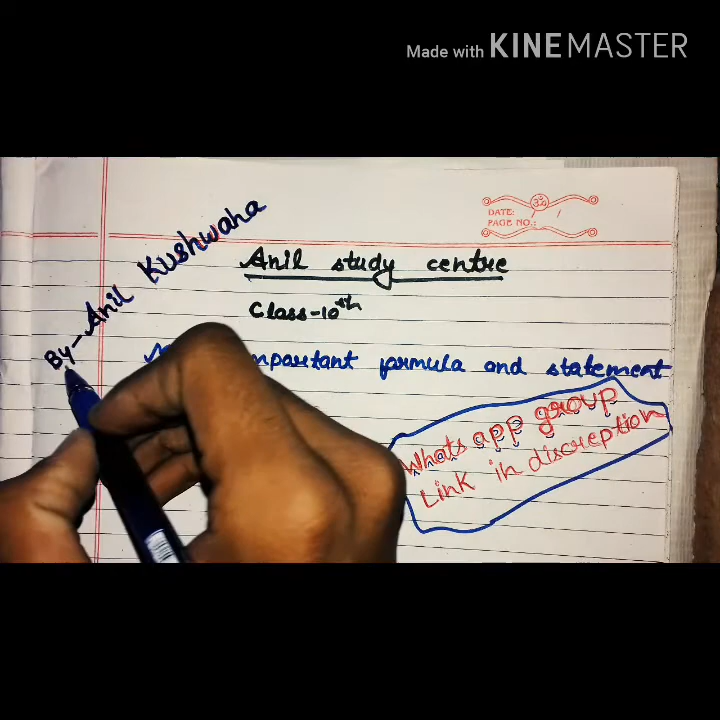 Made with KINEMASTER
DATE: / /
PAGE NO.:
By - Anil Kushwaha
Anil study centre
Class - 10th
important formula and statement
Whats app group
Link in discreption